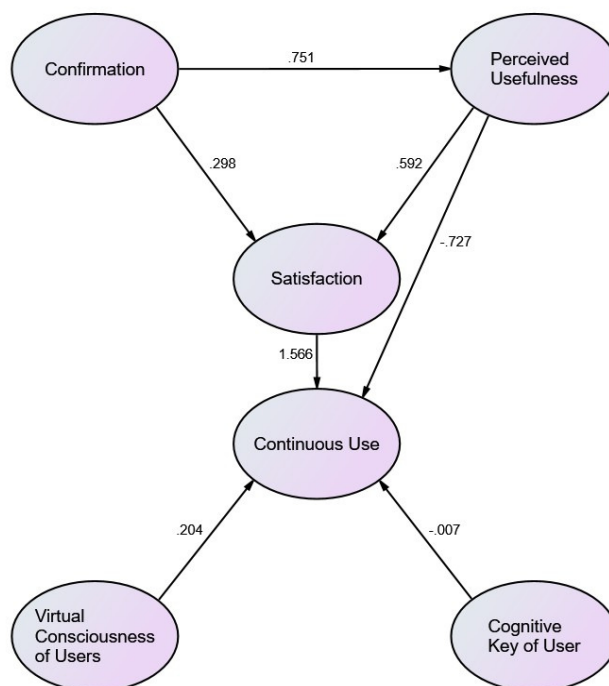 Confirmation
.751
Perceived
Usefulness
.298
.592
-.727
Satisfaction
1.566
Continuous Use
.204
-.007
Virtual
Consciousness
of Users
Cognitive
Key of User